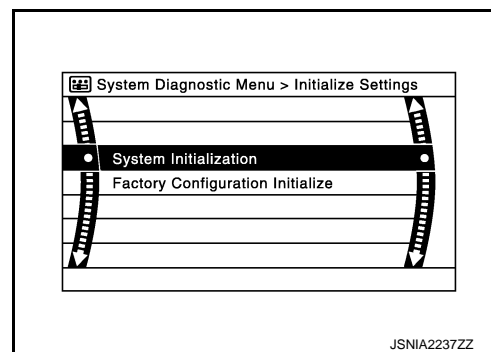 System Diagnostic Menu > Initialize Settings
System Initialization
Factory Configuration Initialize
JSNIA2237ZZ